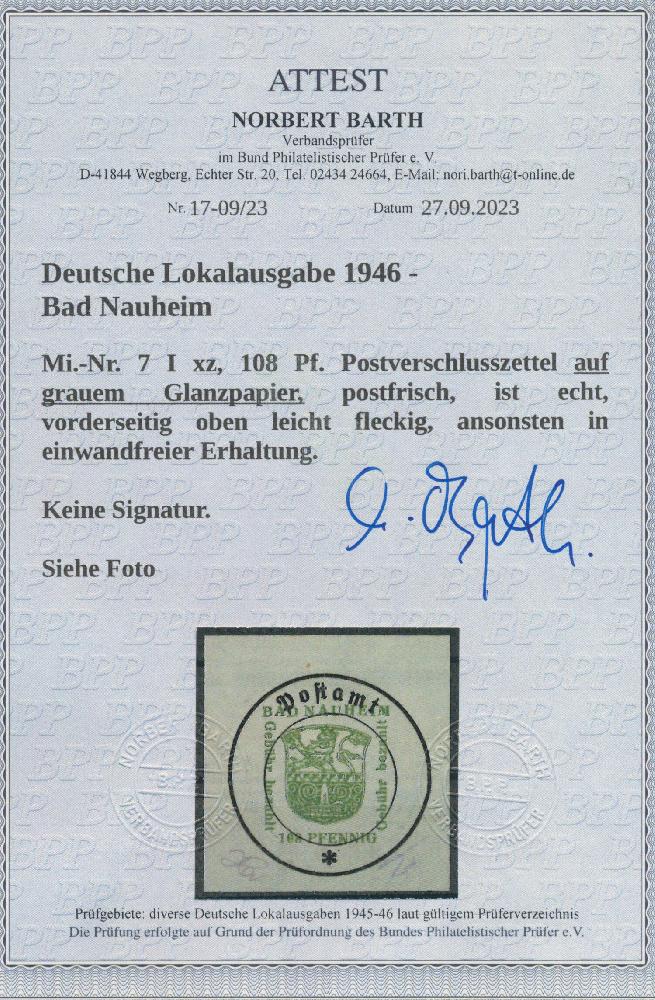 ATTEST
NORBERT BARTH
Verbandsprüfer
im Bund Philatelistischer Prüfer e. V.
D-41844 Wegberg, Echter Str. 20, Tel. 02434 24664, E-Mail: nori.barth@t-online.de
Nr. 17-09/23 Datum 27.09.2023
Deutsche Lokalausgabe 1946 -
Bad Nauheim
Mi.-Nr. 7 I xz, 108 Pf. Postverschlusszettel auf
grauem Glanzpapier, postfrisch, ist echt,
vorderseitig oben leicht fleckig, ansonsten in
einwandfreier Erhaltung.
Keine Signatur.
Siehe Foto
Postamt
BAD NAUHEIM
Gebühr bezahlt
Gebühr bezahlt
108 PFENNIG
*
NORBERT BARTH
B.P.P.
VERBANDSPRÜFER
NORBERT BARTH
B.P.P.
VERBANDSPRÜFER
Prüfgebiete: diverse Deutsche Lokalausgaben 1945-46 laut gültigem Prüferverzeichnis
Die Prüfung erfolgte auf Grund der Prüfordnung des Bundes Philatelistischer Prüfer e.V.